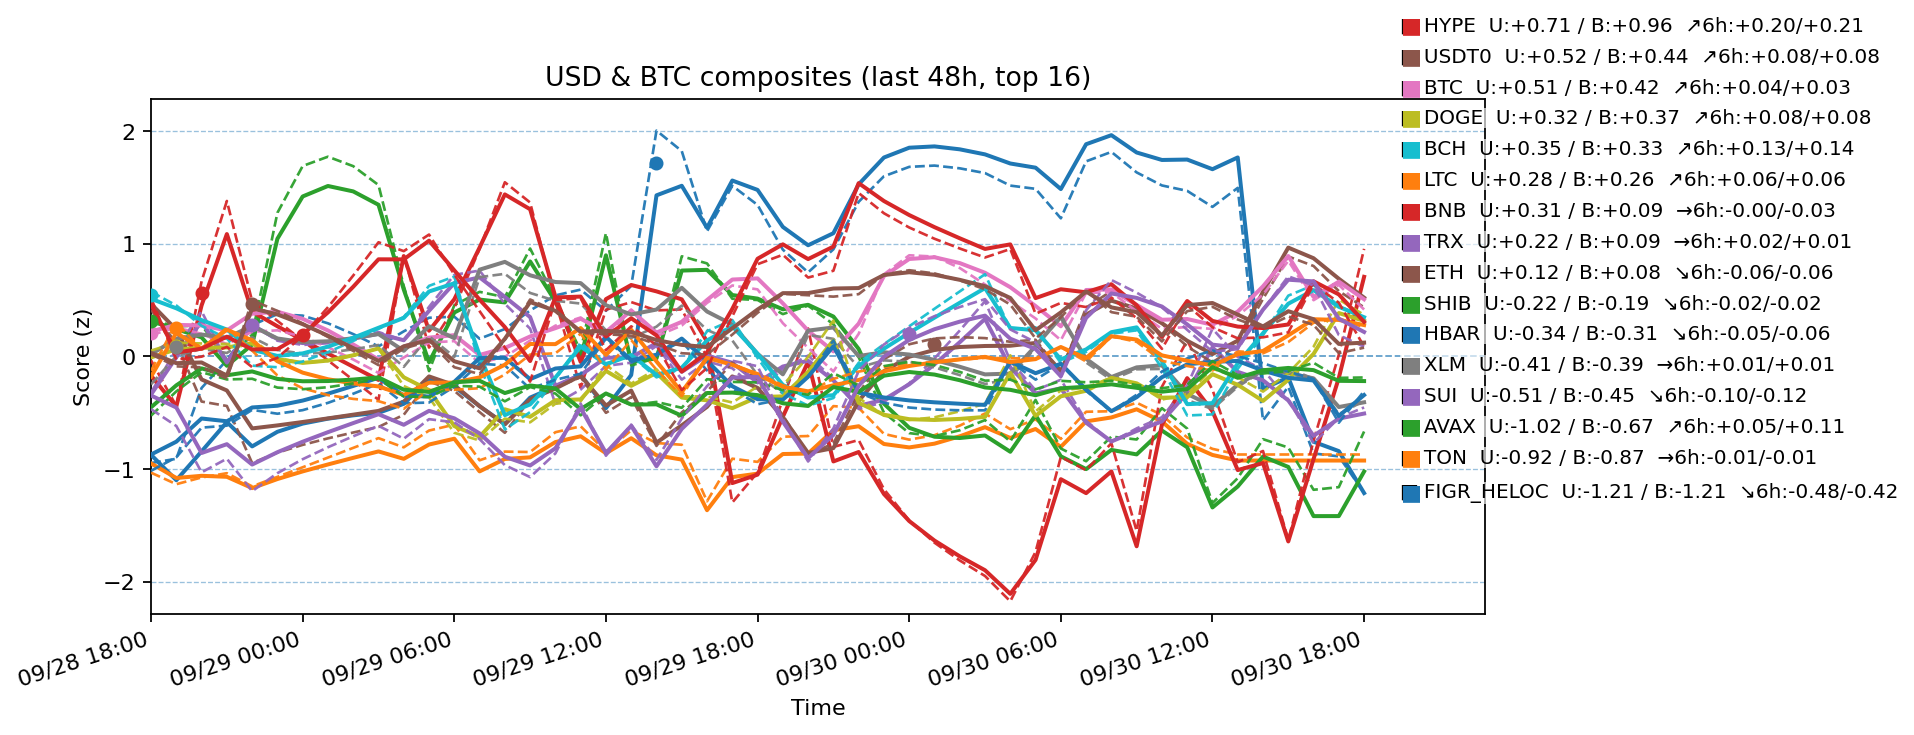 HYPE  U:+0.71 / B:+0.96  ↗6h:+0.20/+0.21
USDT0  U:+0.52 / B:+0.44  ↗6h:+0.08/+0.08
BTC  U:+0.51 / B:+0.42  ↗6h:+0.04/+0.03
DOGE  U:+0.32 / B:+0.37  ↗6h:+0.08/+0.08
BCH  U:+0.35 / B:+0.33  ↗6h:+0.13/+0.14
LTC  U:+0.28 / B:+0.26  ↗6h:+0.06/+0.06
BNB  U:+0.31 / B:+0.09  →6h:-0.00/-0.03
TRX  U:+0.22 / B:+0.09  →6h:+0.02/+0.01
ETH  U:+0.12 / B:+0.08  ↘6h:-0.06/-0.06
SHIB  U:-0.22 / B:-0.19  ↘6h:-0.02/-0.02
HBAR  U:-0.34 / B:-0.31  ↘6h:-0.05/-0.06
XLM  U:-0.41 / B:-0.39  →6h:+0.01/+0.01
SUI  U:-0.51 / B:-0.45  ↘6h:-0.10/-0.12
AVAX  U:-1.02 / B:-0.67  ↗6h:+0.05/+0.11
TON  U:-0.92 / B:-0.87  →6h:-0.01/-0.01
FIGR_HELOC  U:-1.21 / B:-1.21  ↘6h:-0.48/-0.42
USD & BTC composites (last 48h, top 16)
Score (z)
2
1
0
−1
−2
09/28 18:00
09/29 00:00
09/29 06:00
09/29 12:00
09/29 18:00
09/30 00:00
09/30 06:00
09/30 12:00
09/30 18:00
Time